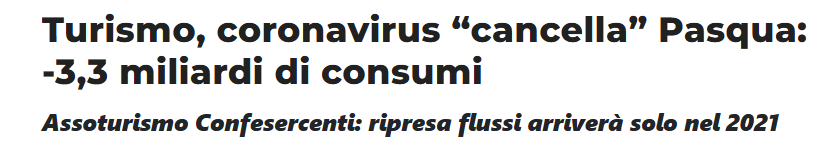 Turismo, coronavirus “cancella” Pasqua:
-3,3 miliardi di consumi
Assoturismo Confesercenti: ripresa flussi arriverà solo nel 2021